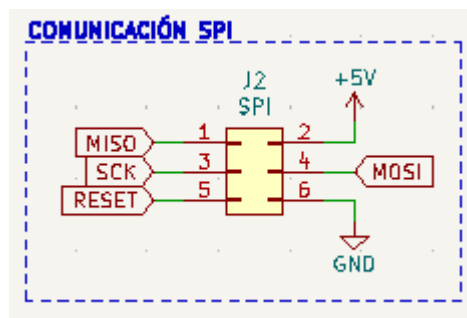 COMUNICACIÓN SPI
J2
SPI
+5V
MISO 1 2
SCK 3 4 MOSI
RESET 5 6
GND